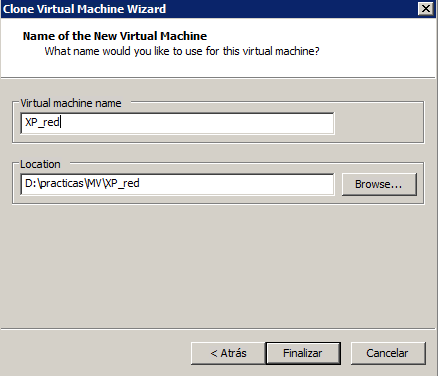 Clone Virtual Machine Wizard
Name of the New Virtual Machine
What name would you like to use for this virtual machine?
Virtual machine name
XP_red
Location
D:\practicas\MV\XP_red
Browse...
< Atrás
Finalizar
Cancelar